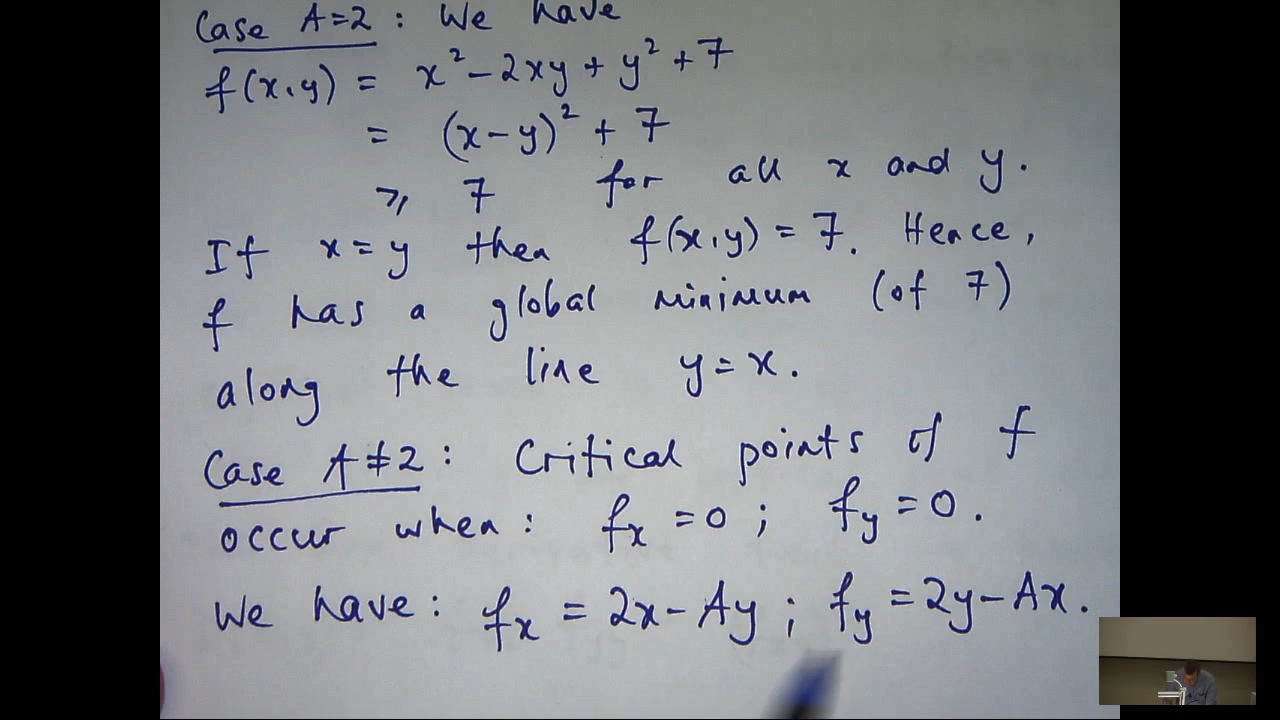 Case A=2 : We have
f(x,y) = x² - 2xy + y² + 7
= (x-y)² + 7
⩾ 7 for all x and y.
If x=y then f(x,y) = 7. Hence,
f has a global minimum (of 7)
along the line y=x.
Case A≠2 : Critical points of f
occur when: fₓ = 0 ; f_y = 0.
We have: fₓ = 2x - Ay ; f_y = 2y - Ax.